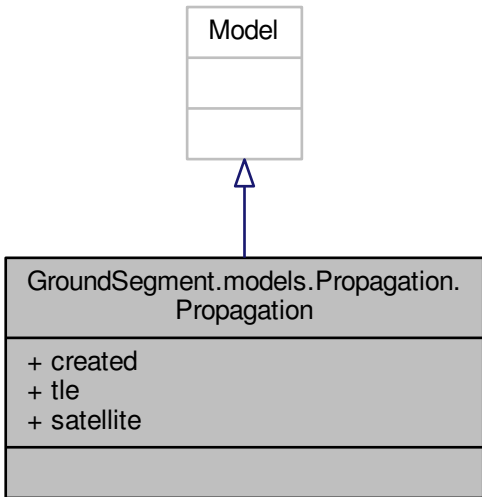 Model
GroundSegment.models.Propagation.
Propagation
+ created
+ tle
+ satellite